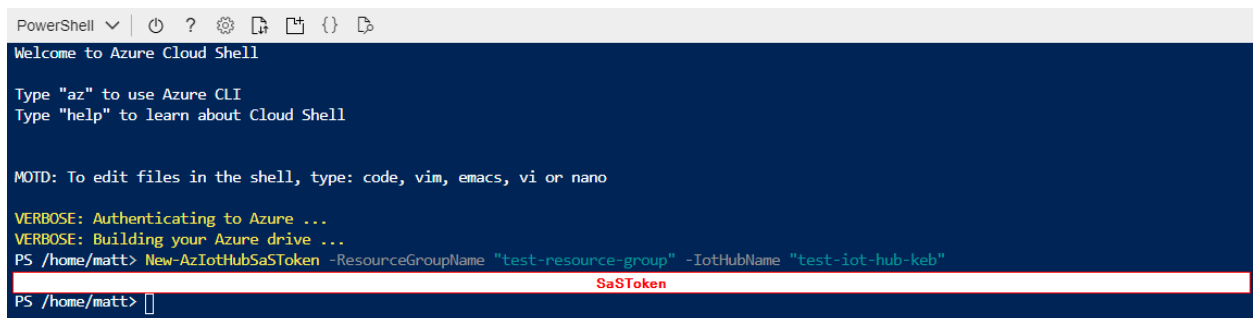 PowerShell
Welcome to Azure Cloud Shell
Type "az" to use Azure CLI
Type "help" to learn about Cloud Shell
MOTD: To edit files in the shell, type: code, vim, emacs, vi or nano
VERBOSE: Authenticating to Azure ...
VERBOSE: Building your Azure drive ...
PS /home/matt> New-AzIotHubSaSToken -ResourceGroupName "test-resource-group" -IotHubName "test-iot-hub-keb"
SaSToken
PS /home/matt>